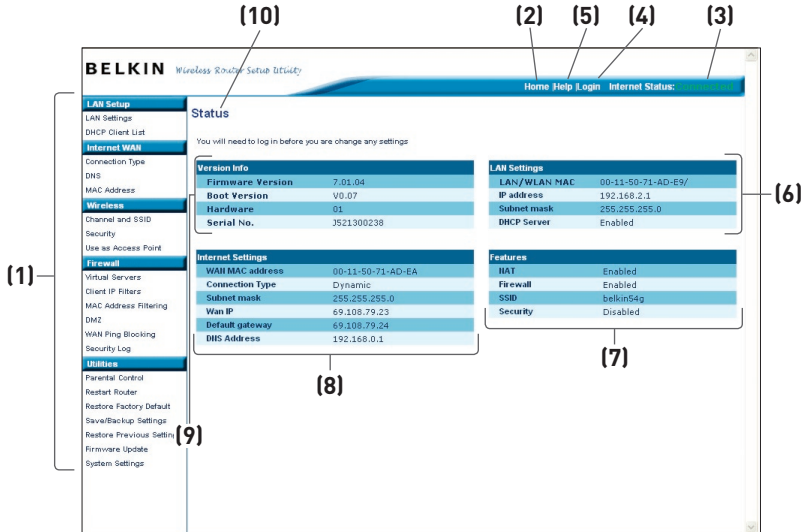 (10) (2) (5) (4) (3)
BELKIN Wireless Router Setup Utility
Home |Help |Login Internet Status:
LAN Setup
LAN Settings
DHCP Client List
Internet WAN
Connection Type
DNS
MAC Address
Wireless
Channel and SSID
Security
Use as Access Point
Firewall
Virtual Servers
Client IP Filters
MAC Address Filtering
DMZ
WAN Ping Blocking
Security Log
Utilities
Parental Control
Restart Router
Restore Factory Default
Save/Backup Settings
Restore Previous Settin
Firmware Update
System Settings
(1)
Status
You will need to log in before you are change any settings
Version Info
Firmware Version 7.01.04
Boot Version V0.07
Hardware 01
Serial No. J521300238
(9)
LAN Settings
LAN/WLAN MAC 00-11-50-71-AD-E9/
IP address 192.168.2.1
Subnet mask 255.255.255.0
DHCP Server Enabled
(6)
Internet Settings
WAN MAC address 00-11-50-71-AD-EA
Connection Type Dynamic
Subnet mask 255.255.255.0
Wan IP 69.108.79.23
Default gateway 69.108.79.24
DNS Address 192.168.0.1
(8)
Features
NAT Enabled
Firewall Enabled
SSID belkin54g
Security Disabled
(7)